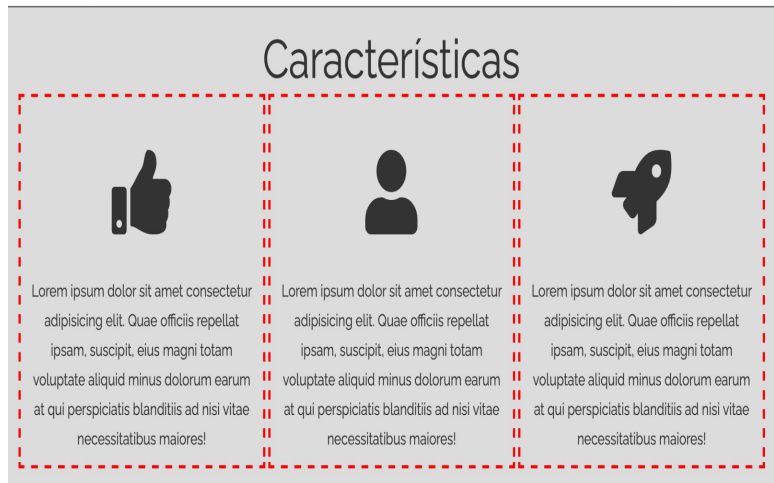 Características
Lorem ipsum dolor sit amet consectetur
adipisicing elit. Quae officiis repellat
ipsam, suscipit, eius magni totam
voluptate aliquid minus dolorum earum
at qui perspiciatis blanditiis ad nisi vitae
necessitatibus maiores!
Lorem ipsum dolor sit amet consectetur
adipisicing elit. Quae officiis repellat
ipsam, suscipit, eius magni totam
voluptate aliquid minus dolorum earum
at qui perspiciatis blanditiis ad nisi vitae
necessitatibus maiores!
Lorem ipsum dolor sit amet consectetur
adipisicing elit. Quae officiis repellat
ipsam, suscipit, eius magni totam
voluptate aliquid minus dolorum earum
at qui perspiciatis blanditiis ad nisi vitae
necessitatibus maiores!